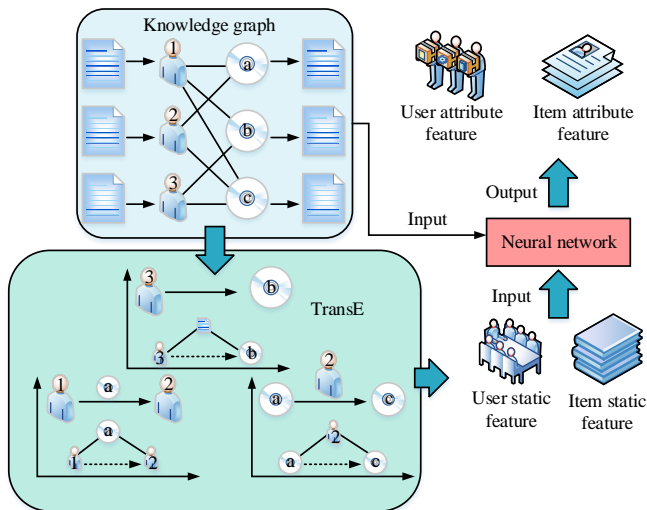 Knowledge graph
1
a
2
b
3
c
User attribute
feature
Item attribute
feature
Output
Input
Neural network
Input
User static
feature
Item static
feature
TransE
3
b
3
b
1
a
2
a
1
2
2
a
c
2
a
c